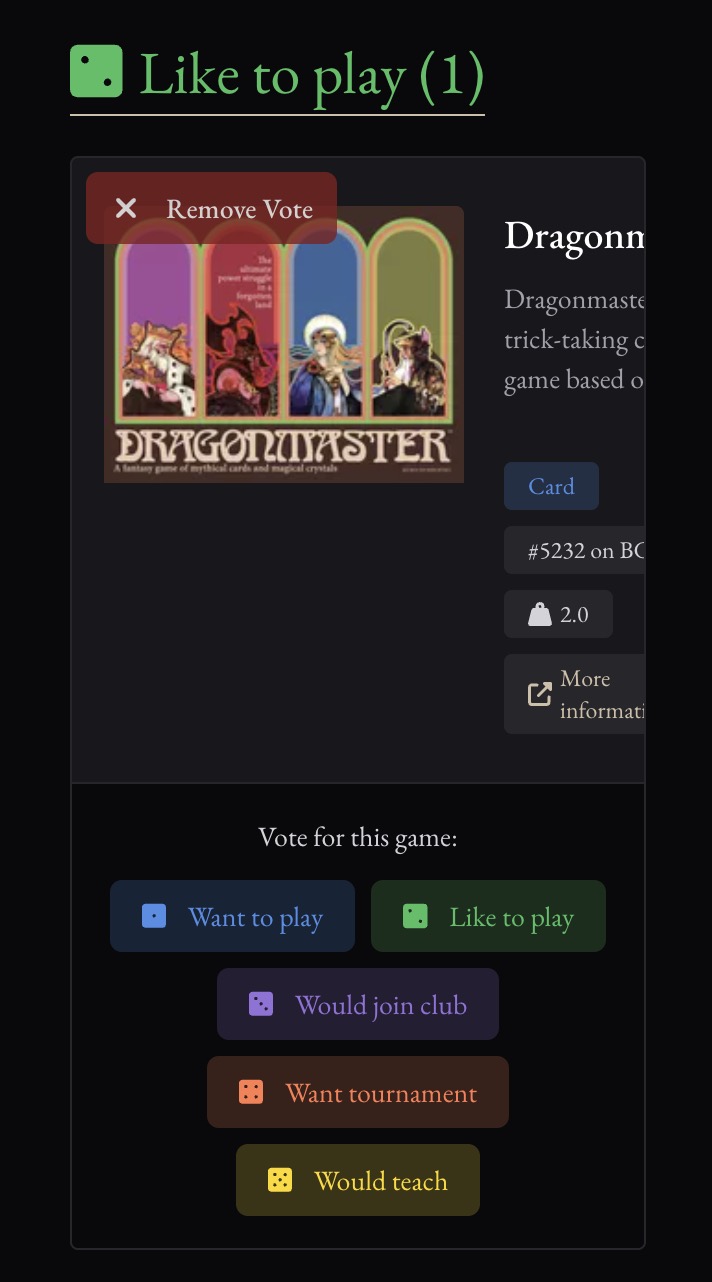 Like to play (1)
Remove Vote
The
ultimate
power struggle
in a
forgotten
land
DRAGONMASTER
A fantasy game of mythical cards and magical crystals
Dragonm
Dragonmaste
trick-taking c
game based o
Card
#5232 on BG
2.0
More
informati
Vote for this game:
Want to play
Like to play
Would join club
Want tournament
Would teach